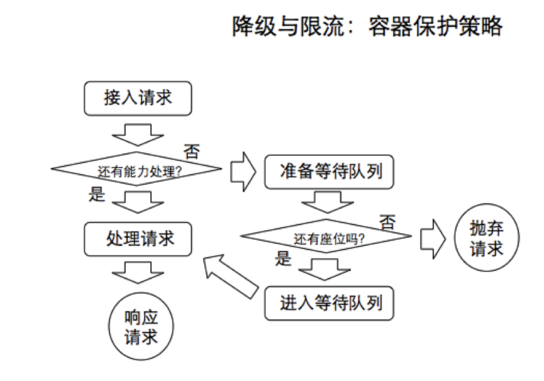 降级与限流：容器保护策略
接入请求
还有能力处理？
否
是
准备等待队列
处理请求
还有座位吗？
否
是
抛弃
请求
进入等待队列
响应
请求